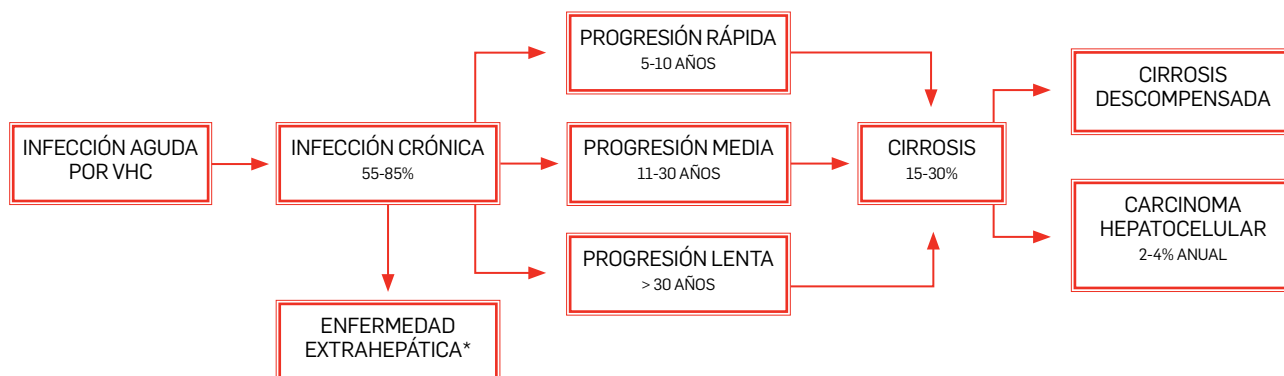 INFECCIÓN AGUDA
POR VHC
INFECCIÓN CRÓNICA
55-85%
ENFERMEDAD
EXTRAHEPÁTICA*
PROGRESIÓN RÁPIDA
5-10 AÑOS
PROGRESIÓN MEDIA
11-30 AÑOS
PROGRESIÓN LENTA
> 30 AÑOS
CIRROSIS
15-30%
CIRROSIS
DESCOMPENSADA
CARCINOMA
HEPATOCELULAR
2-4% ANUAL